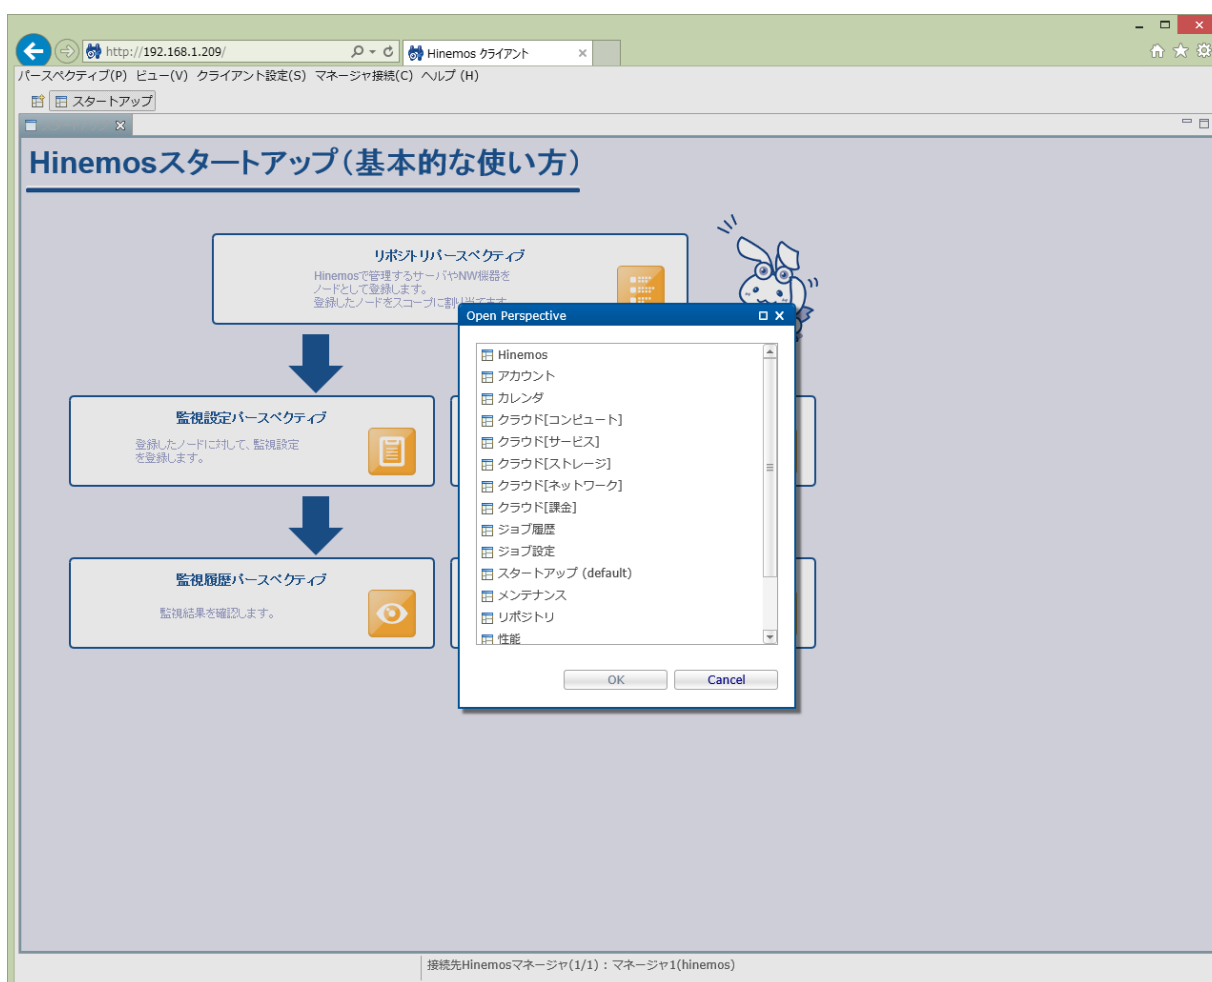 http://192.168.1.209/
Hinemos クライアント
パースペクティブ(P) ビュー(V) クライアント設定(S) マネージャ接続(C) ヘルプ (H)
スタートアップ
Hinemosスタートアップ（基本的な使い方）
リポジトリパースペクティブ
Hinemosで管理するサーバやNW機器を
ノードとして登録します。
登録したノードをスコープに割り当てます
監視設定パースペクティブ
登録したノードに対して、監視設定
を登録します。
監視履歴パースペクティブ
監視結果を確認します。
Open Perspective
Hinemos
アカウント
カレンダ
クラウド[コンピュート]
クラウド[サービス]
クラウド[ストレージ]
クラウド[ネットワーク]
クラウド[課金]
ジョブ履歴
ジョブ設定
スタートアップ (default)
メンテナンス
リポジトリ
性能
OK
Cancel
接続先Hinemosマネージャ(1/1) : マネージャ1(hinemos)